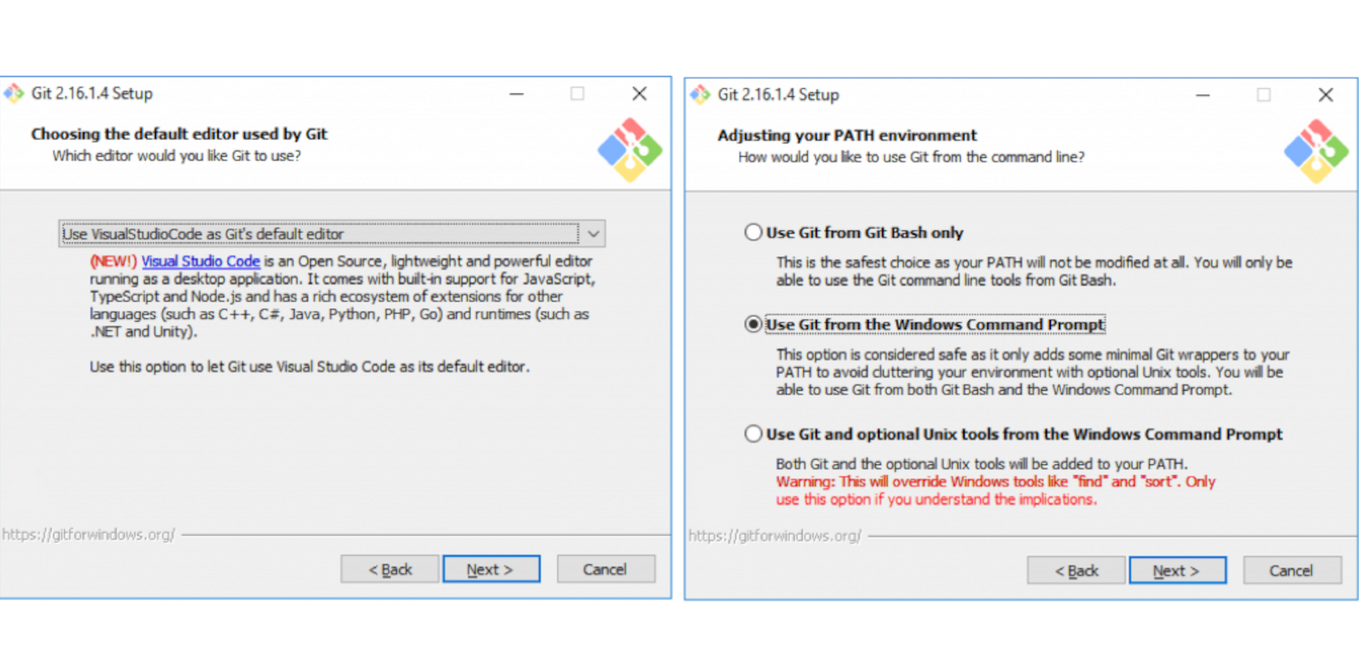 Git 2.16.1.4 Setup
Choosing the default editor used by Git
Which editor would you like Git to use?
Use VisualStudioCode as Git's default editor
(NEW!) Visual Studio Code is an Open Source, lightweight and powerful editor
running as a desktop application. It comes with built-in support for JavaScript,
TypeScript and Node.js and has a rich ecosystem of extensions for other
languages (such as C++, C#, Java, Python, PHP, Go) and runtimes (such as
.NET and Unity).
Use this option to let Git use Visual Studio Code as its default editor.
https://gitforwindows.org/
< Back
Next >
Cancel
Git 2.16.1.4 Setup
Adjusting your PATH environment
How would you like to use Git from the command line?
Use Git from Git Bash only
This is the safest choice as your PATH will not be modified at all. You will only be
able to use the Git command line tools from Git Bash.
Use Git from the Windows Command Prompt
This option is considered safe as it only adds some minimal Git wrappers to your
PATH to avoid cluttering your environment with optional Unix tools. You will be
able to use Git from both Git Bash and the Windows Command Prompt.
Use Git and optional Unix tools from the Windows Command Prompt
Both Git and the optional Unix tools will be added to your PATH.
Warning: This will override Windows tools like "find" and "sort". Only
use this option if you understand the implications.
https://gitforwindows.org/
< Back
Next >
Cancel